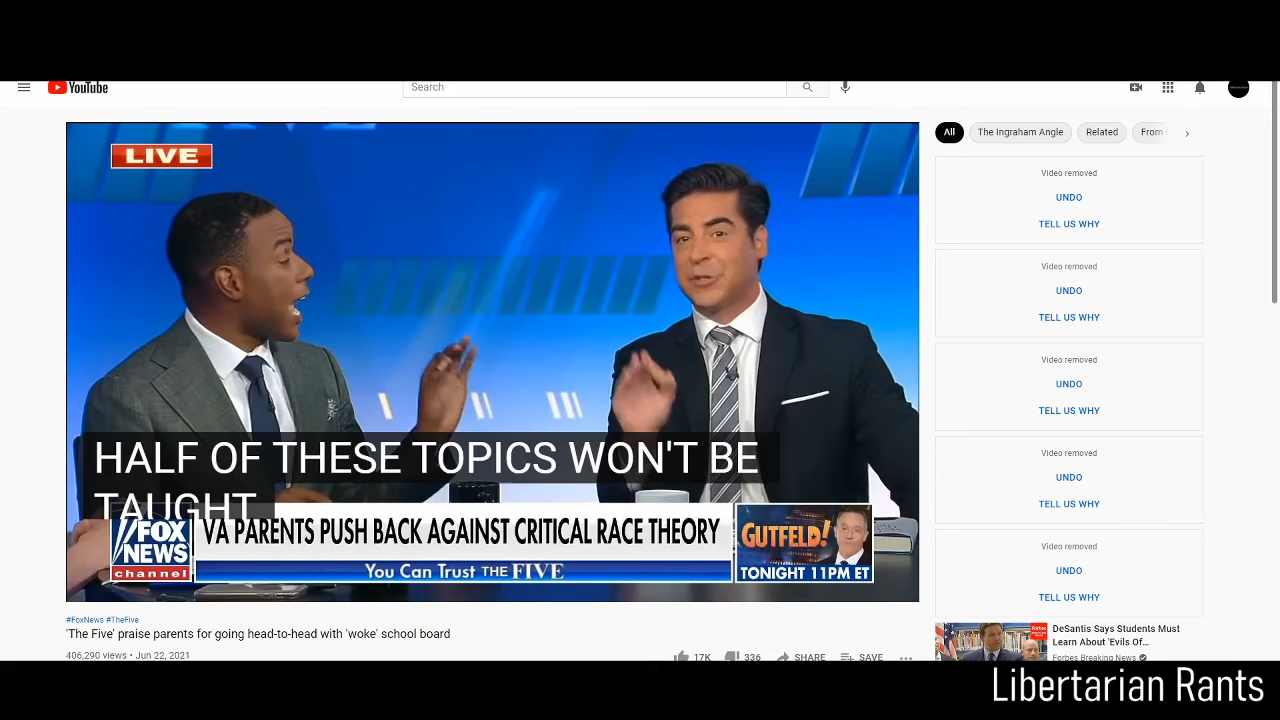 YouTube
Search
LIVE
HALF OF THESE TOPICS WON'T BE
TAUGHT
FOX
NEWS
channel
VA PARENTS PUSH BACK AGAINST CRITICAL RACE THEORY
You Can Trust THE FIVE
GUTFELD!
TONIGHT 11PM ET
#FoxNews #TheFive
'The Five' praise parents for going head-to-head with 'woke' school board
406,290 views • Jun 22, 2021
17K
336
SHARE
SAVE
All
The Ingraham Angle
Related
From
Video removed
UNDO
TELL US WHY
Video removed
UNDO
TELL US WHY
Video removed
UNDO
TELL US WHY
Video removed
UNDO
TELL US WHY
Video removed
UNDO
TELL US WHY
DeSantis Says Students Must
Learn About 'Evils Of...
Forbes Breaking News
Libertarian Rants